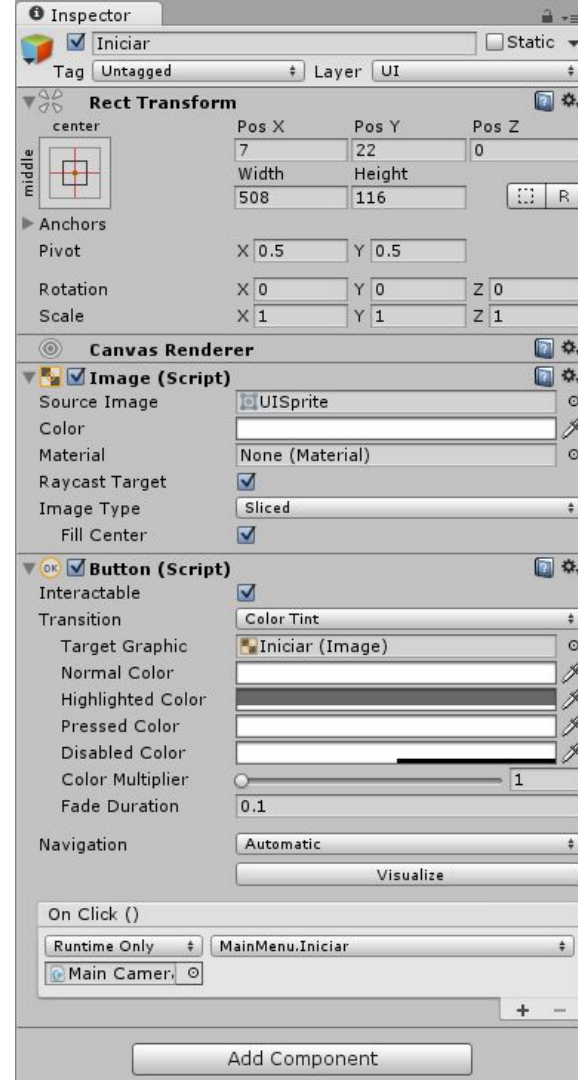 Inspector
Iniciar Static
Tag Untagged Layer UI
Rect Transform
center Pos X Pos Y Pos Z
middle 7 22 0
Width Height
508 116 R
Anchors
Pivot X 0.5 Y 0.5
Rotation X 0 Y 0 Z 0
Scale X 1 Y 1 Z 1
Canvas Renderer
Image (Script)
Source Image UISprite
Color
Material None (Material)
Raycast Target
Image Type Sliced
Fill Center
OK Button (Script)
Interactable
Transition Color Tint
Target Graphic Iniciar (Image)
Normal Color
Highlighted Color
Pressed Color
Disabled Color
Color Multiplier 1
Fade Duration 0.1
Navigation Automatic
Visualize
On Click ()
Runtime Only MainMenu.Iniciar
Main Camer
Add Component